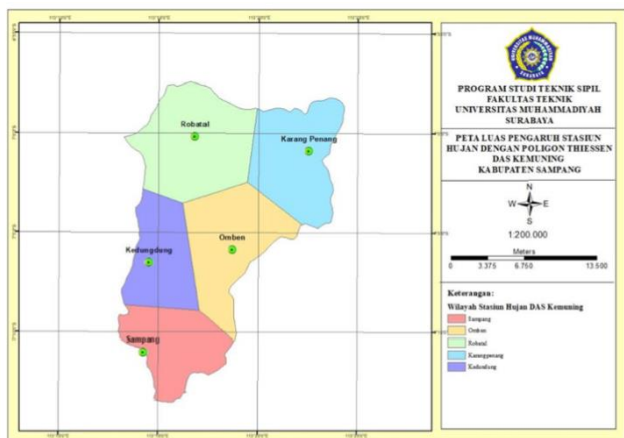 Robatal
Karang Penang
Omben
Kedungdung
Sampang
PROGRAM STUDI TEKNIK SIPIL
FAKULTAS TEKNIK
UNIVERSITAS MUHAMMADIYAH
SURABAYA
PETA LUAS PENGARUH STASIUN
HUJAN DENGAN POLIGON THIESSEN
DAS KEMUNING
KABUPATEN SAMPANG
N
W E
S
1:200.000
Meters
0 3.375 6.750 13.500
Keterangan:
Wilayah Stasiun Hujan DAS Kemuning
Sampang
Omben
Robatal
Karangpenang